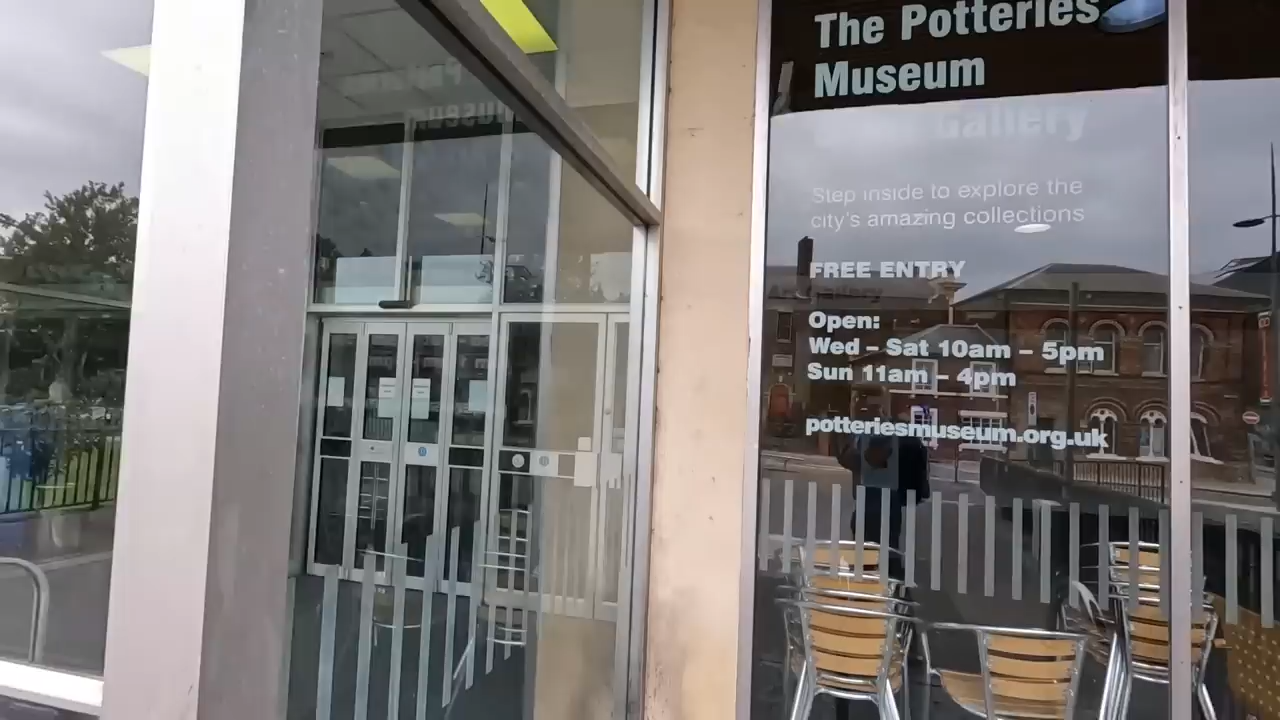 The Potteries
Museum
Gallery
Step inside to explore the
city's amazing collections
FREE ENTRY
Open:
Wed – Sat 10am – 5pm
Sun 11am – 4pm
potteriesmuseum.org.uk